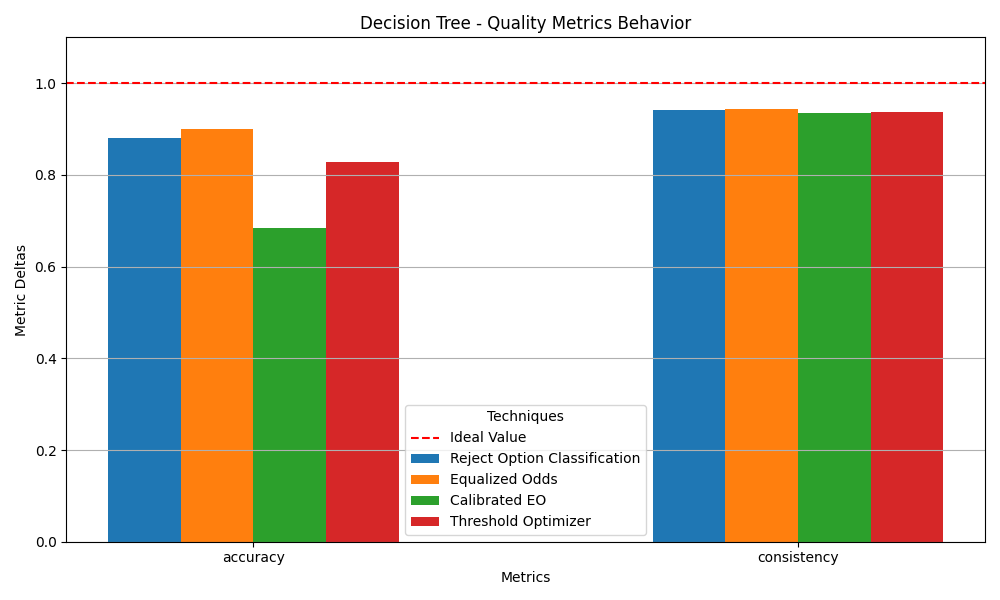 Decision Tree - Quality Metrics Behavior
Metric Deltas
1.0
0.8
0.6
0.4
0.2
0.0
Techniques
Ideal Value
Reject Option Classification
Equalized Odds
Calibrated EO
Threshold Optimizer
accuracy
consistency
Metrics